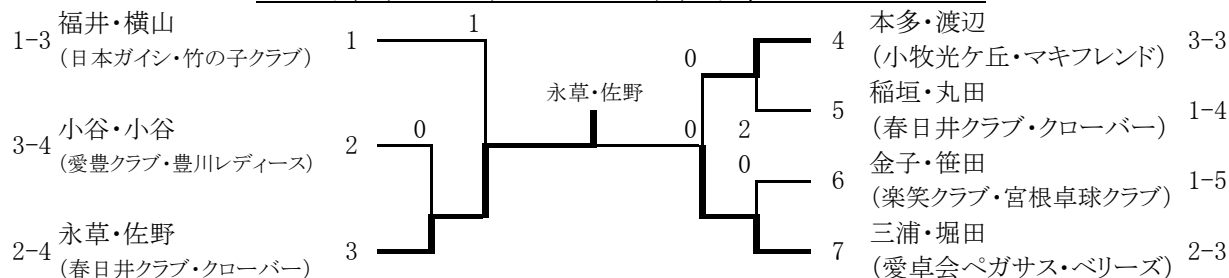 1-3 福井・横山 1 1
(日本ガイシ・竹の子クラブ)
3-4 小谷・小谷 2 0
(愛豊クラブ・豊川レディース)
2-4 永草・佐野 3
(春日井クラブ・クローバー)
永草・佐野
0
0 2
0
4 本多・渡辺 3-3
(小牧光ケ丘・マキフレンド)
5 稲垣・丸田 1-4
(春日井クラブ・クローバー)
6 金子・笹田 1-5
(楽笑クラブ・宮根卓球クラブ)
7 三浦・堀田 2-3
(愛卓会ペガサス・ベリーズ)